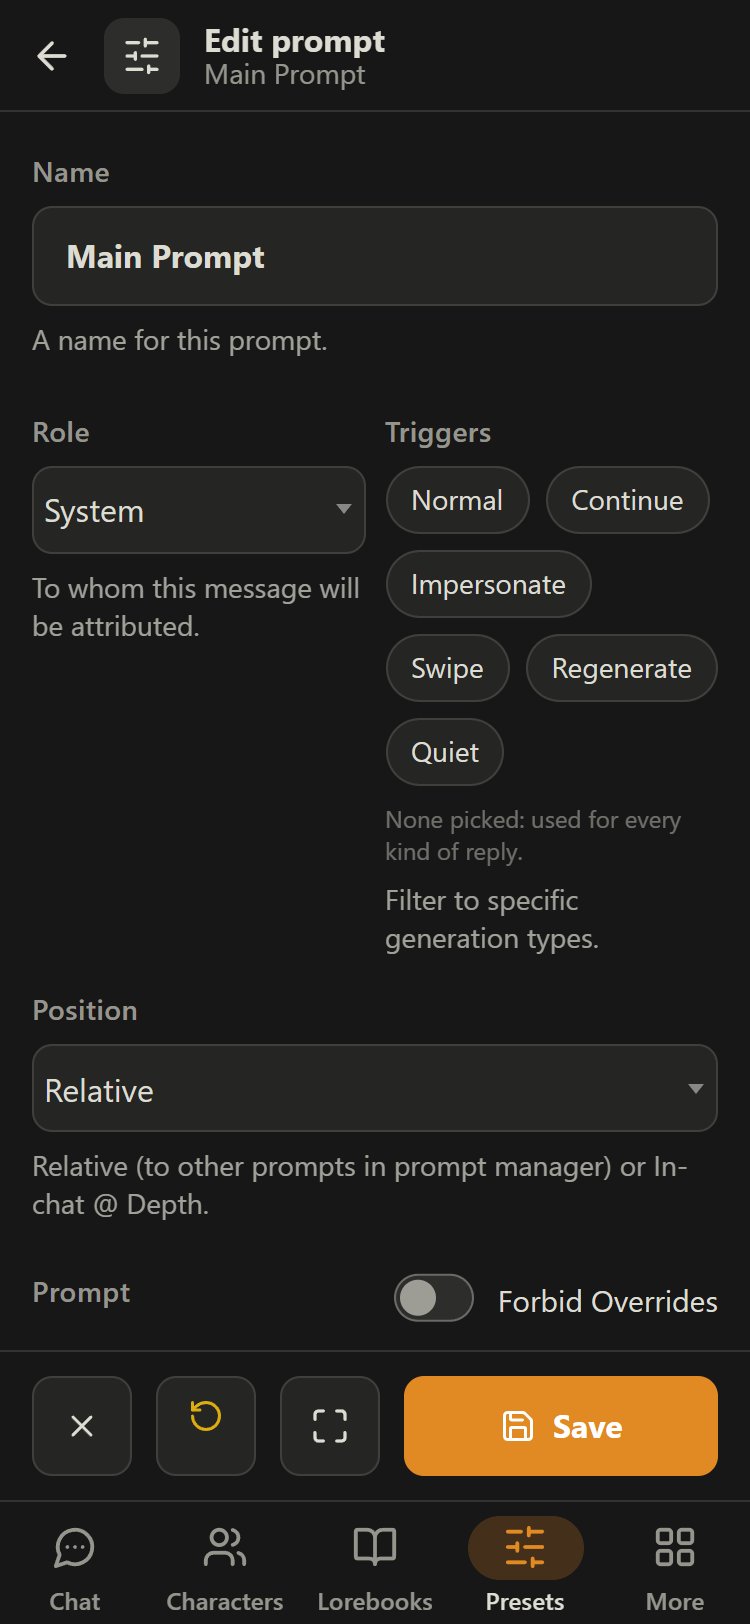 Edit prompt
Main Prompt
Name
Main Prompt
A name for this prompt.
Role
System
To whom this message will
be attributed.
Triggers
Normal
Continue
Impersonate
Swipe
Regenerate
Quiet
None picked: used for every
kind of reply.
Filter to specific
generation types.
Position
Relative
Relative (to other prompts in prompt manager) or In-
chat @ Depth.
Prompt
Forbid Overrides
Save
Chat
Characters
Lorebooks
Presets
More